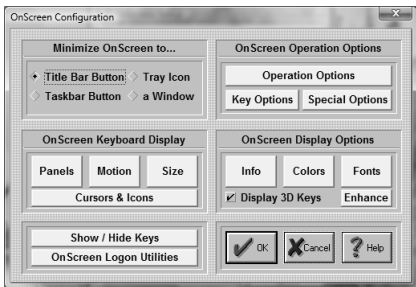 OnScreen Configuration
Minimize OnScreen to...
Title Bar Button Tray Icon
Taskbar Button a Window
OnScreen Operation Options
Operation Options
Key Options Special Options
OnScreen Keyboard Display
Panels Motion Size
Cursors & Icons
OnScreen Display Options
Info Colors Fonts
Display 3D Keys Enhance
Show / Hide Keys
OnScreen Logon Utilities
OK Cancel Help